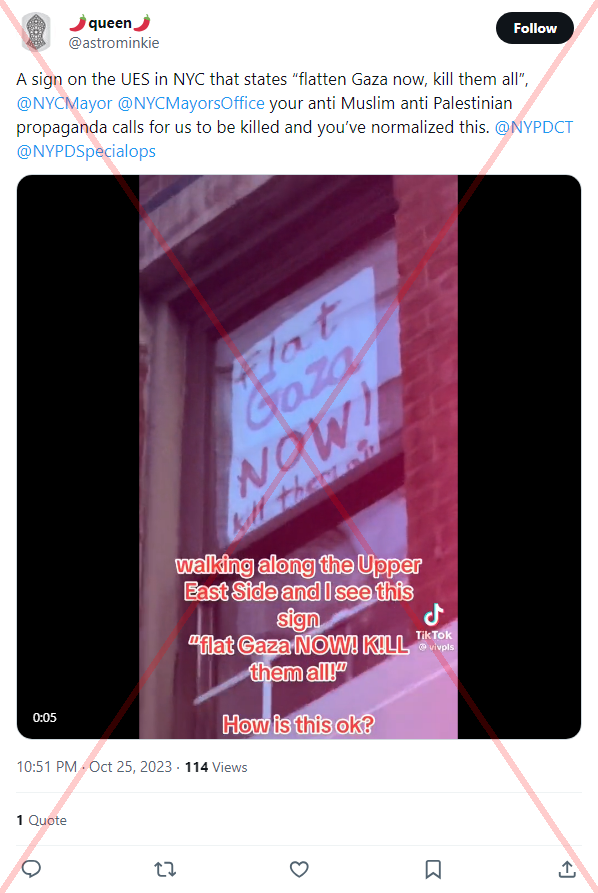 🌶️queen🌶️
@astrominkie
Follow
A sign on the UES in NYC that states “flatten Gaza now, kill them all”,
@NYCMayor @NYCMayorsOffice your anti Muslim anti Palestinian
propaganda calls for us to be killed and you’ve normalized this. @NYPDCT
@NYPDSpecialops
flat
Gaza
NOW!
kill them all
walking along the Upper
East Side and I see this
sign
“flat Gaza NOW! K!LL
them all!”
How is this ok?
TikTok
@vivpls
0:05
10:51 PM · Oct 25, 2023 · 114 Views
1 Quote